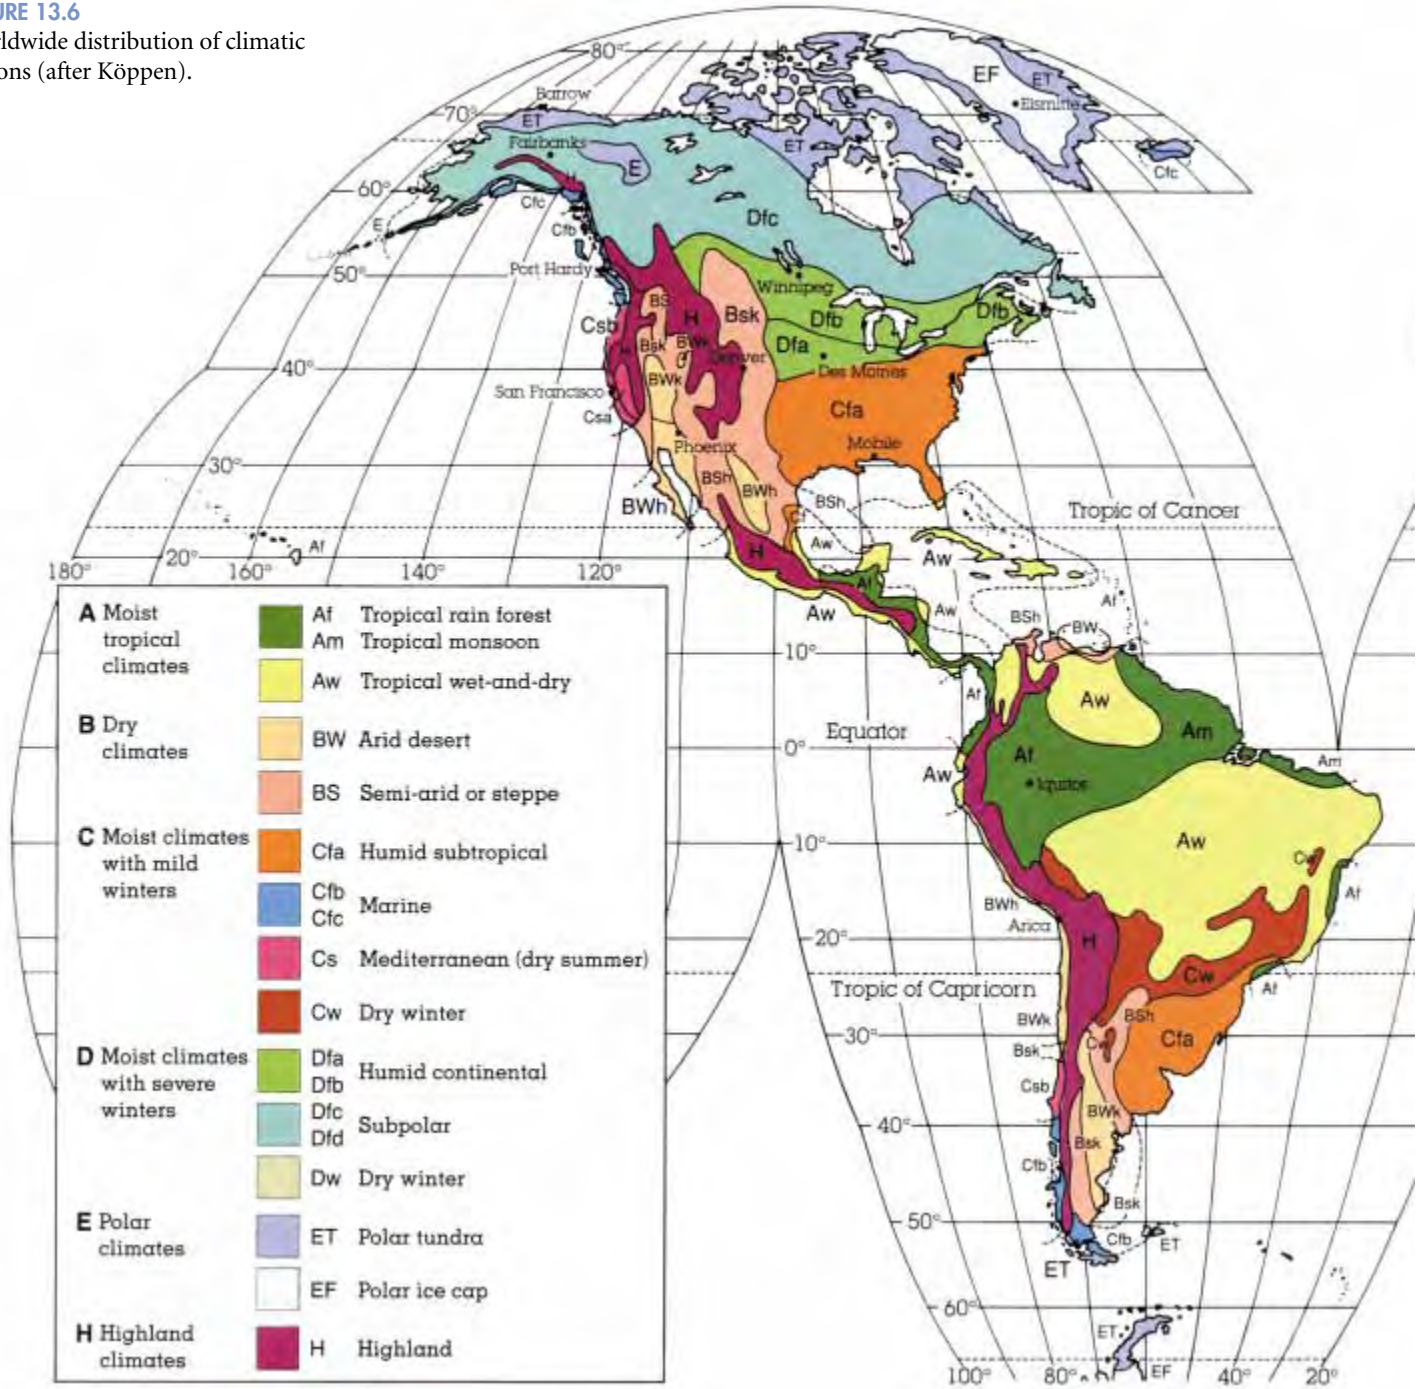 URE 13.6
rldwide distribution of climatic
ons (after Köppen).
80°
EF
ET
Eismitte
Barrow
70°
ET
Fairbanks
E
ET
Cfc
60°
H
Cfc
E
Cfb
Dfc
50°
Port Hardy
Winnipeg
BS
H
Bsk
Dfb
Dfb
Csb
H
Bsk
BWk
Denver
Dfa
Des Moines
40°
BWk
San Francisco
Csa
Cfa
Phoenix
Mobile
30°
BSh
BWh
BSh
BWh
Tropic of Cancer
Af
H
Aw
Aw
20°
180°
160°
140°
120°
Af
Aw
Aw
BSh
BW
Af
10°
Af
Aw
Am
Equator
0°
Af
Am
Aw
Iquitos
10°
Aw
Cw
BWh
Af
Arica
20°
H
Cw
Tropic of Capricorn
Af
BWk
BSh
30°
Cw
Cfa
Bsk
Csb
BWk
40°
Bsk
Cfb
Bsk
50°
Cfb
ET
ET
60°
ET
EF
100°
80°
40°
20°
A Moist
tropical
climates
Af Tropical rain forest
Am Tropical monsoon
Aw Tropical wet-and-dry
B Dry
climates
BW Arid desert
BS Semi-arid or steppe
C Moist climates
with mild
winters
Cfa Humid subtropical
Cfb
Cfc
Marine
Cs Mediterranean (dry summer)
Cw Dry winter
D Moist climates
with severe
winters
Dfa
Dfb
Humid continental
Dfc
Dfd
Subpolar
Dw Dry winter
E Polar
climates
ET Polar tundra
EF Polar ice cap
H Highland
climates
H Highland